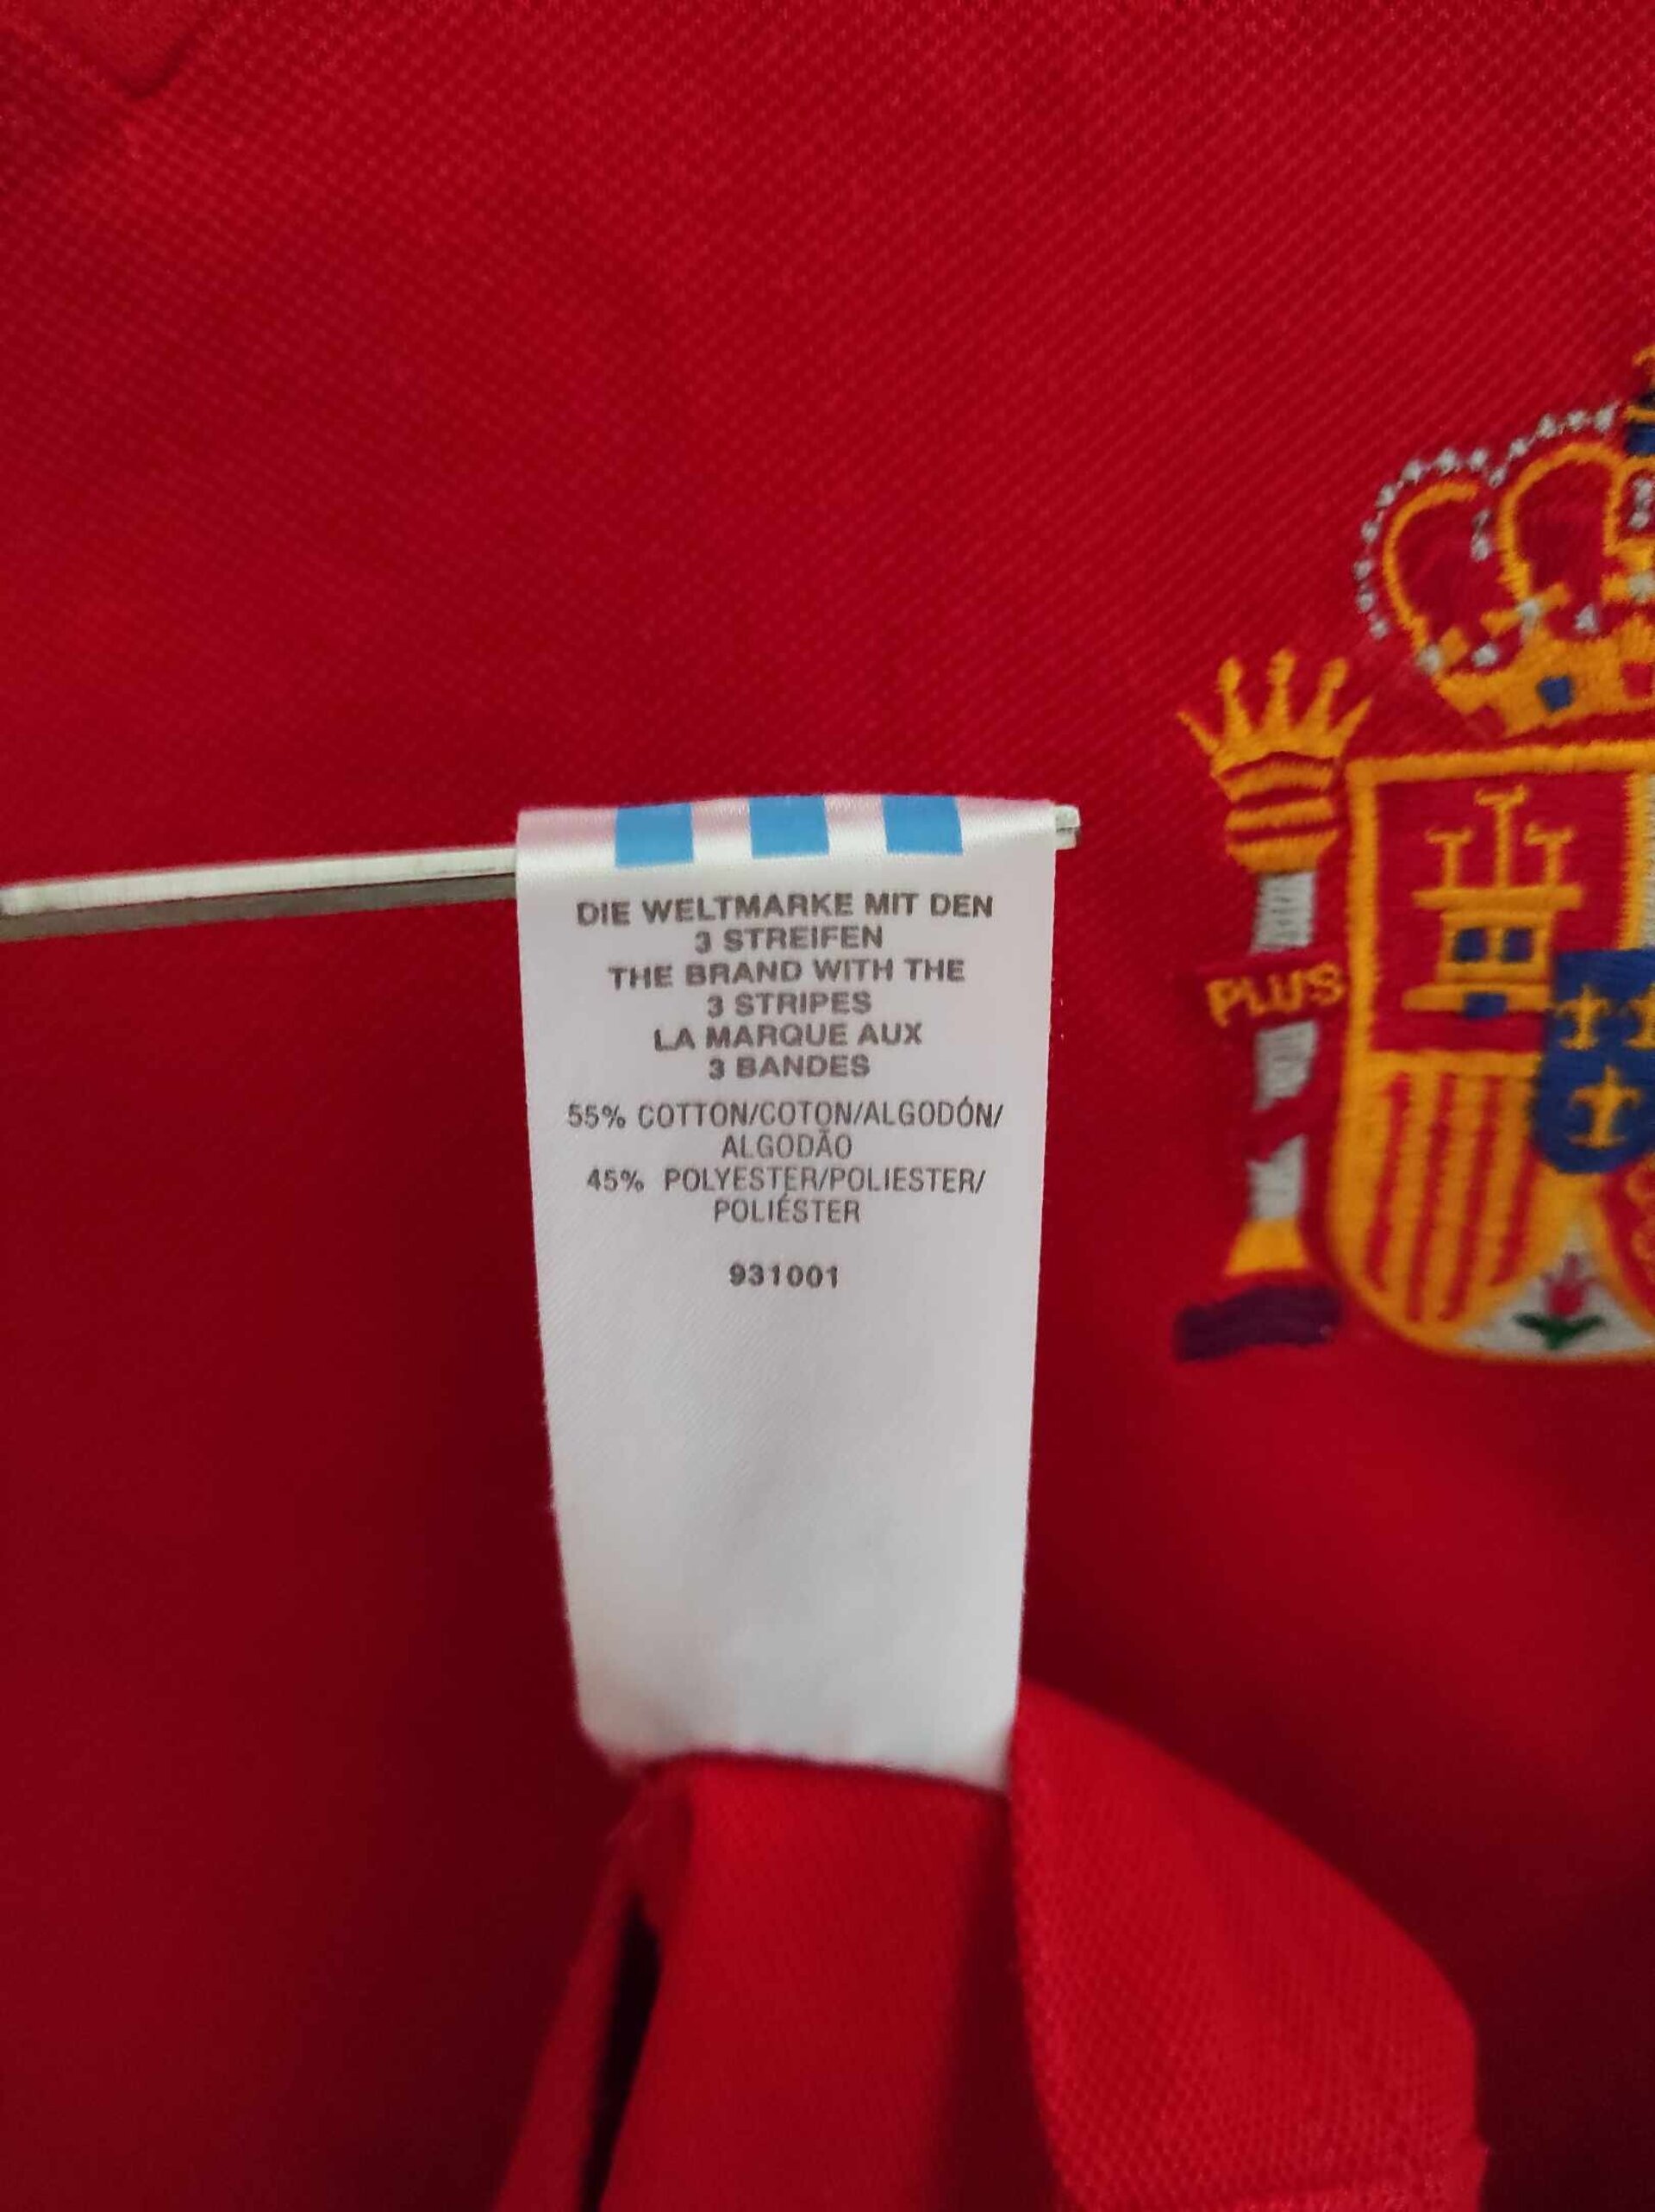 DIE WELTMARKE MIT DEN
3 STREIFEN
THE BRAND WITH THE
3 STRIPES
LA MARQUE AUX
3 BANDES
55% COTTON/COTON/ALGODÓN/
ALGODÃO
45% POLYESTER/POLIESTER/
POLIÉSTER
931001
PLUS